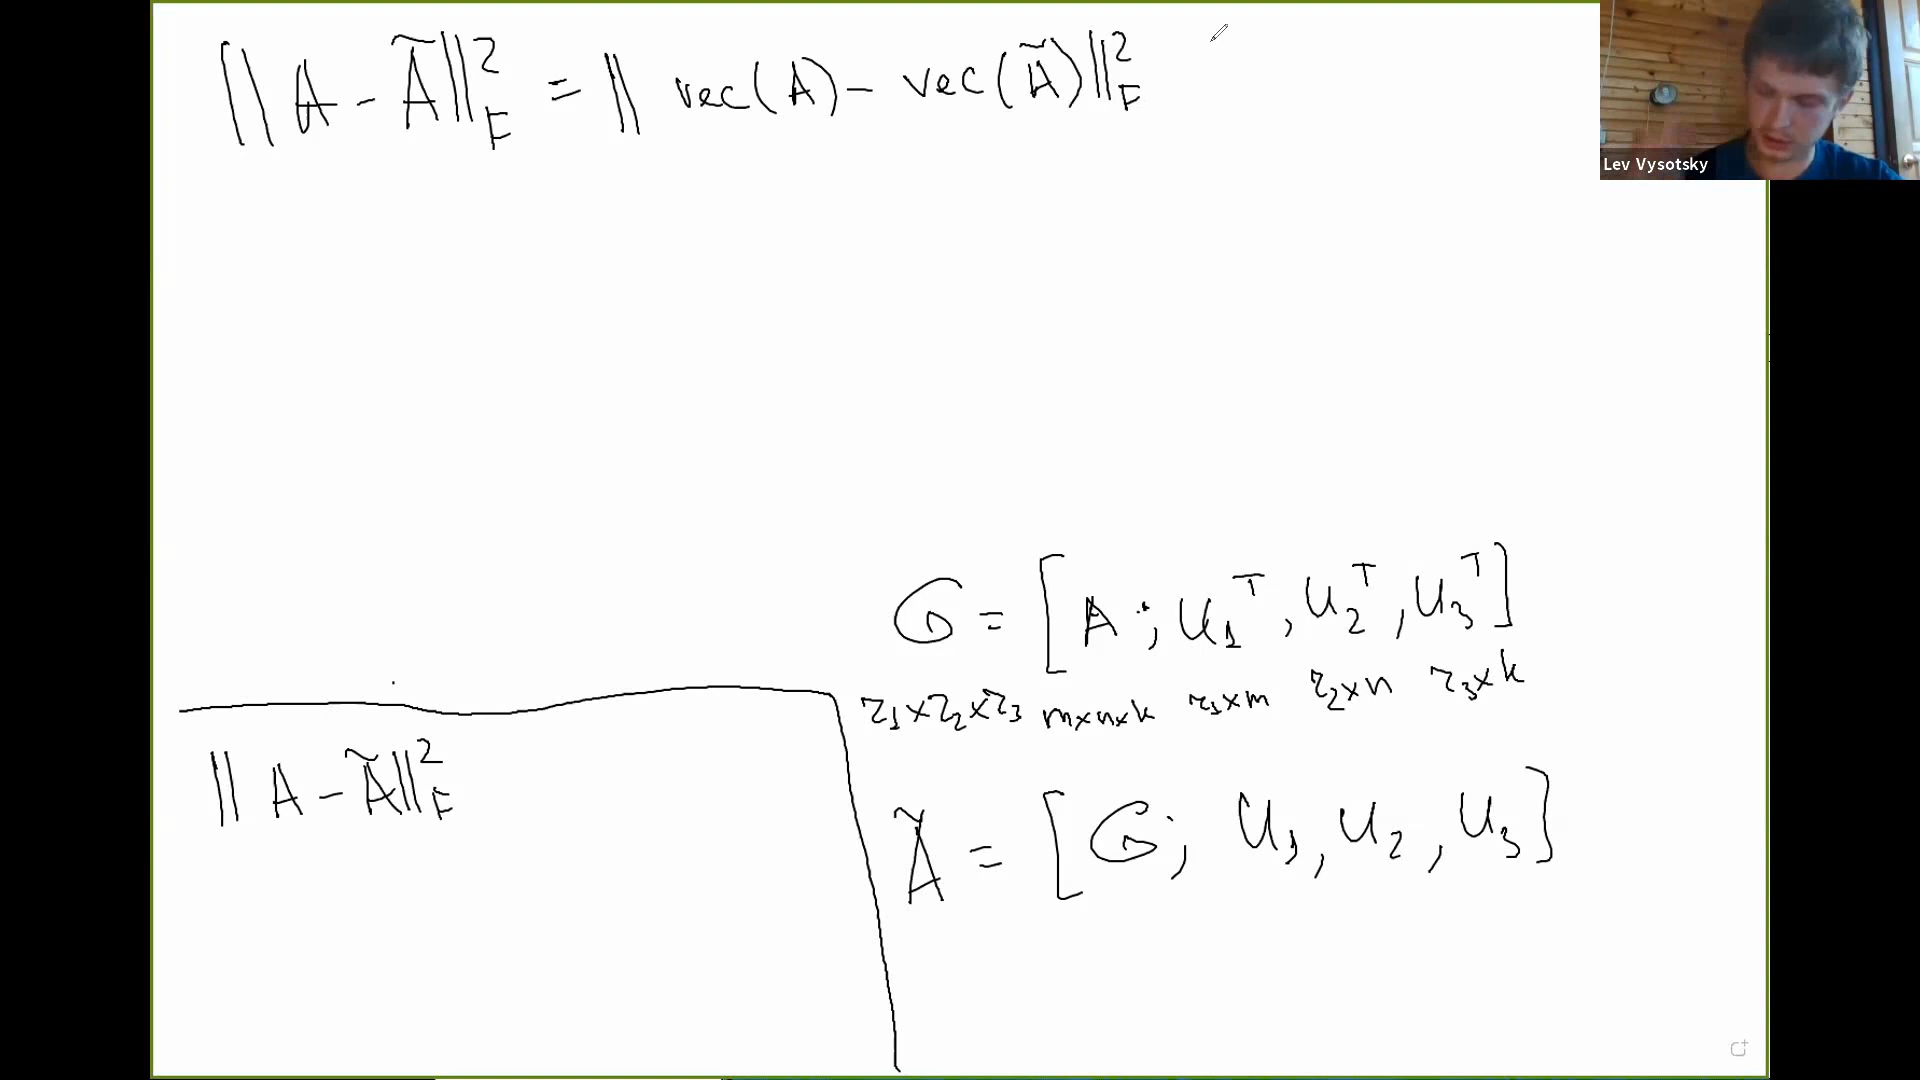 ‖A - Ã‖²_F = ‖ vec(A) - vec(Ã)‖²_F
Lev Vysotsky
G = [A; U₁ᵀ, U₂ᵀ, U₃ᵀ]
r₁×r₂×r₃ m×n×k r₁×m r₂×n r₃×k
‖A - Ã‖²_F
Ã = [G; U₁, U₂, U₃]